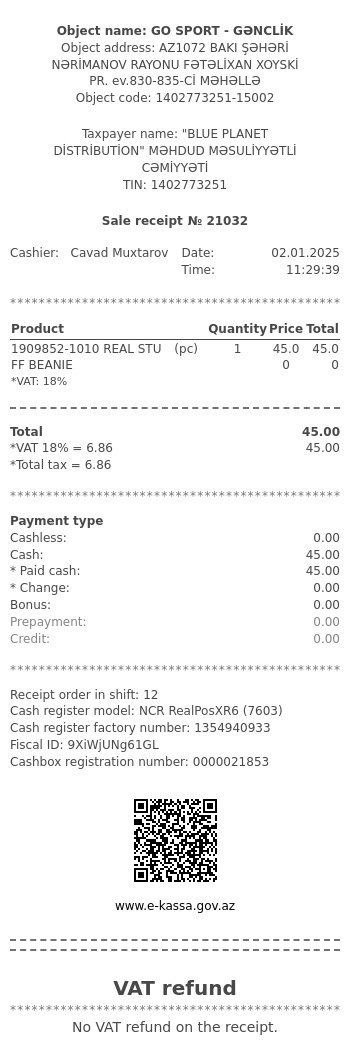 Object name: GO SPORT - GƏNCLİK
Object address: AZ1072 BAKI ŞƏHƏRİ
NƏRİMANOV RAYONU FƏTƏLİXAN XOYSKİ
PR. ev.830-835-Cİ MƏHƏLLƏ
Object code: 1402773251-15002
Taxpayer name: "BLUE PLANET
DİSTRİBUTİON" MƏHDUD MƏSULİYYƏTLİ
CƏMİYYƏTİ
TIN: 1402773251
Sale receipt № 21032
Cashier: Cavad Muxtarov Date: 02.01.2025
Time: 11:29:39
********************************************
Product Quantity Price Total
1909852-1010 REAL STU (pc) 1 45.0 45.0
FF BEANIE 0 0
*VAT: 18%
Total 45.00
*VAT 18% = 6.86 45.00
*Total tax = 6.86
********************************************
Payment type
Cashless: 0.00
Cash: 45.00
* Paid cash: 45.00
* Change: 0.00
Bonus: 0.00
Prepayment: 0.00
Credit: 0.00
********************************************
Receipt order in shift: 12
Cash register model: NCR RealPosXR6 (7603)
Cash register factory number: 1354940933
Fiscal ID: 9XiWjUNg61GL
Cashbox registration number: 0000021853
www.e-kassa.gov.az
VAT refund
********************************************
No VAT refund on the receipt.